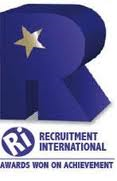 R
Ri
RECRUITMENT
INTERNATIONAL
AWARDS WON ON ACHIEVEMENT